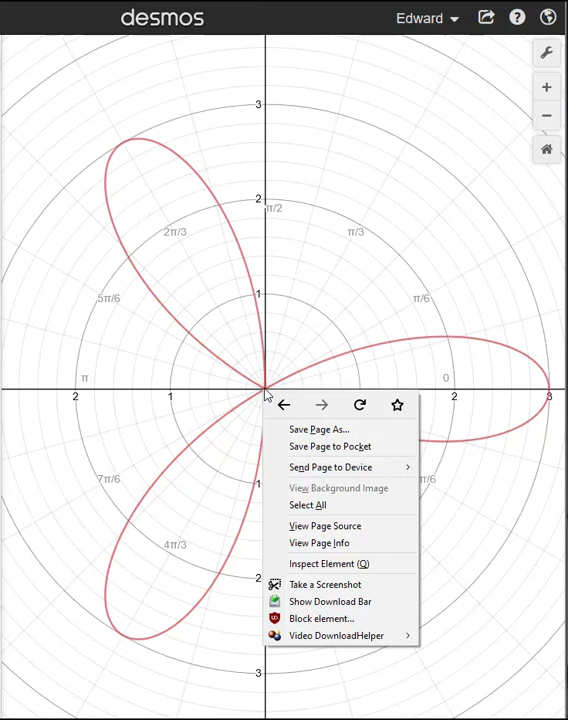 desmos
Edward
3
2
π/2
2π/3
π/3
1
5π/6
π/6
π
0
2
1
2
3
Save Page As...
Save Page to Pocket
7π/6
Send Page to Device
1
View Background Image
Select All
View Page Source
4π/3
View Page Info
Inspect Element (Q)
2
Take a Screenshot
Show Download Bar
Block element...
Video DownloadHelper
3